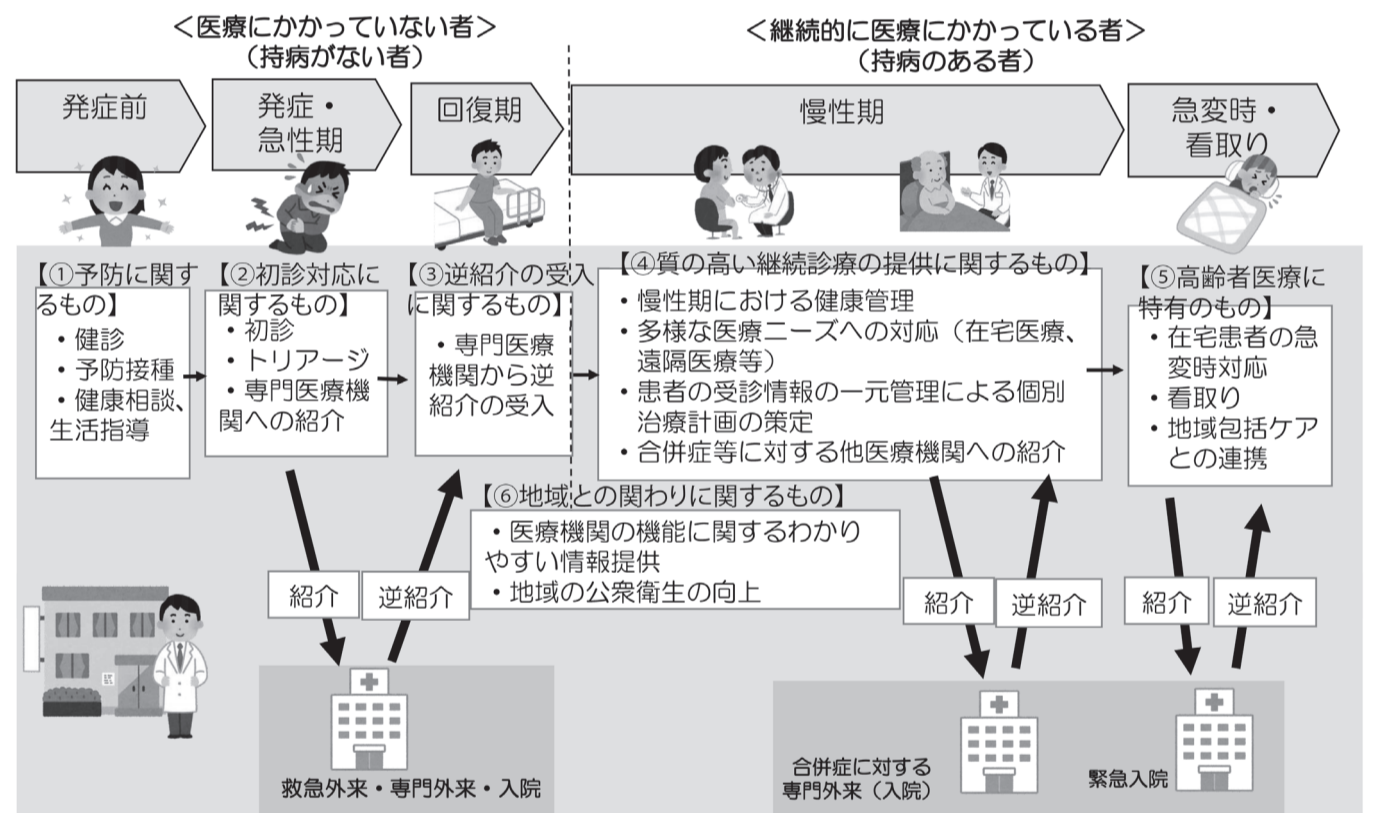 ＜医療にかかっていない者＞
（持病がない者）
＜継続的に医療にかかっている者＞
（持病のある者）
発症前
発症・
急性期
回復期
慢性期
急変時・
看取り
【①予防に関す
るもの】
・健診
・予防接種
・健康相談、
生活指導
【②初診対応に
関するもの】
・初診
・トリアージ
・専門医療機
関への紹介
【③逆紹介の受入
に関するもの】
・専門医療
機関から逆
紹介の受入
【④質の高い継続診療の提供に関するもの】
・慢性期における健康管理
・多様な医療ニーズへの対応（在宅医療、
遠隔医療等）
・患者の受診情報の一元管理による個別
治療計画の策定
・合併症等に対する他医療機関への紹介
【⑤高齢者医療に
特有のもの】
・在宅患者の急
変時対応
・看取り
・地域包括ケア
との連携
【⑥地域との関わりに関するもの】
・医療機関の機能に関するわかり
やすい情報提供
・地域の公衆衛生の向上
紹介
逆紹介
紹介
逆紹介
紹介
逆紹介
救急外来・専門外来・入院
合併症に対する
専門外来（入院）
緊急入院